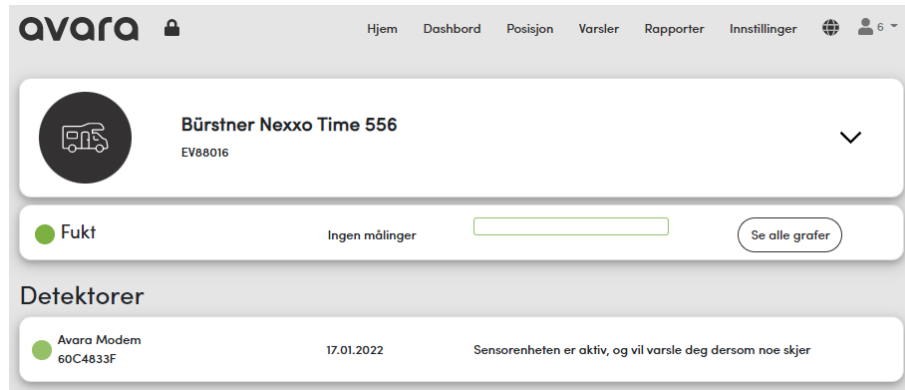 avara
Hjem Dashbord Posisjon Varsler Rapporter Innstillinger 6
Bürstner Nexxo Time 556
EV88016
Fukt Ingen målinger Se alle grafer
Detektorer
Avara Modem
60C4833F 17.01.2022 Sensorenheten er aktiv, og vil varsle deg dersom noe skjer